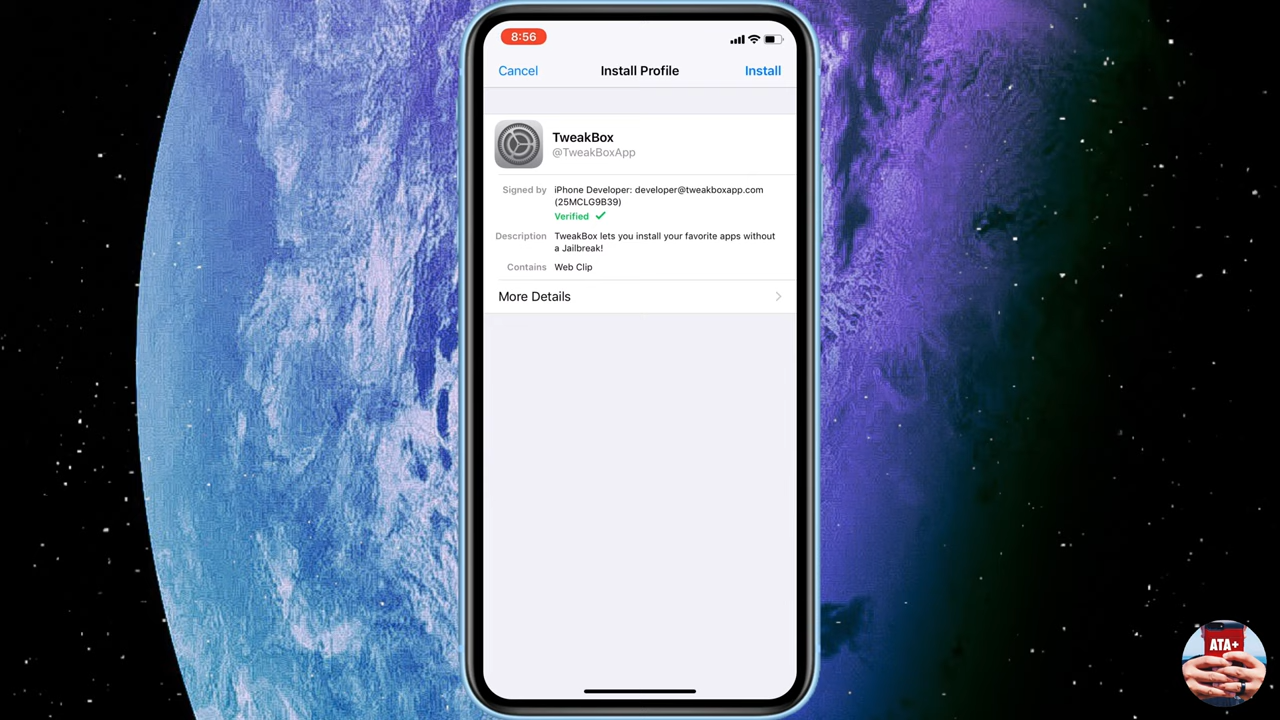 8:56
Cancel
Install Profile
Install
TweakBox
@TweakBoxApp
Signed by
iPhone Developer: developer@tweakboxapp.com
(25MCLG9B39)
Verified ✓
Description
TweakBox lets you install your favorite apps without
a Jailbreak!
Contains
Web Clip
More Details
ATA+